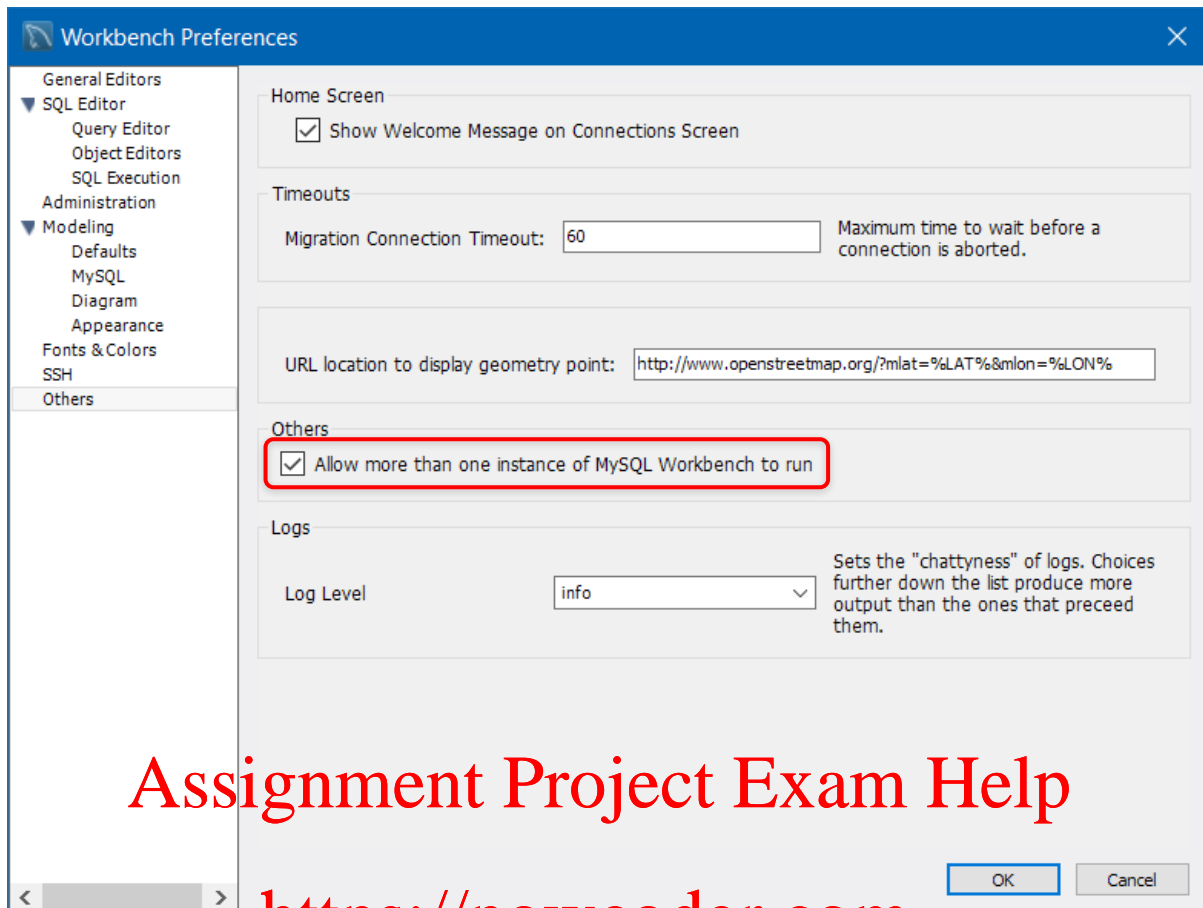 Workbench Preferences
General Editors
SQL Editor
Query Editor
Object Editors
SQL Execution
Administration
Modeling
Defaults
MySQL
Diagram
Appearance
Fonts & Colors
SSH
Others
Home Screen
Show Welcome Message on Connections Screen
Timeouts
Migration Connection Timeout:
60
Maximum time to wait before a
connection is aborted.
URL location to display geometry point:
http://www.openstreetmap.org/?mlat=%LAT%&mlon=%LON%
Others
Allow more than one instance of MySQL Workbench to run
Logs
Log Level
info
Sets the "chattyness" of logs. Choices
further down the list produce more
output than the ones that preceed
them.
Assignment Project Exam Help
OK
Cancel